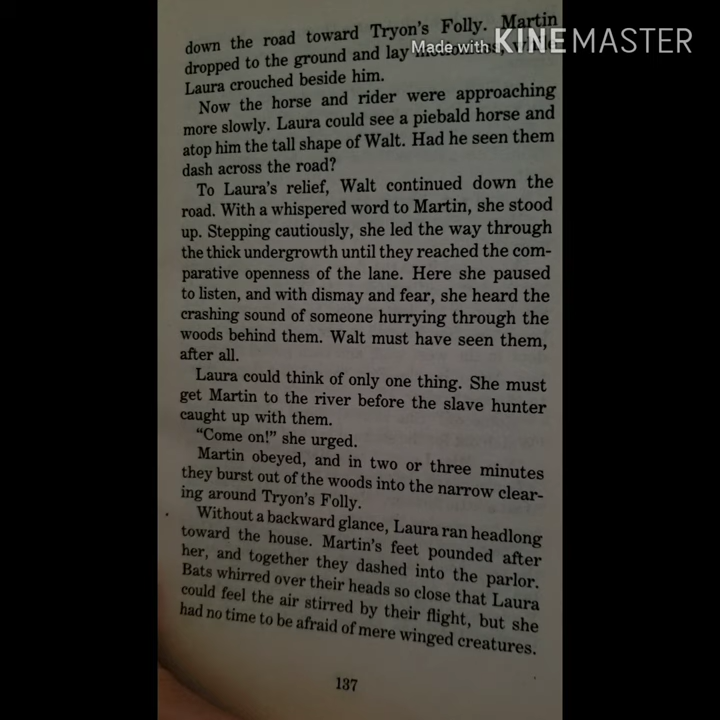 down the road toward Tryon's Folly. Martin
Made with KINEMASTER
dropped to the ground and lay
Laura crouched beside him.
Now the horse and rider were approaching
more slowly. Laura could see a piebald horse and
atop him the tall shape of Walt. Had he seen them
dash across the road?
To Laura's relief, Walt continued down the
road. With a whispered word to Martin, she stood
up. Stepping cautiously, she led the way through
the thick undergrowth until they reached the com-
parative openness of the lane. Here she paused
to listen, and with dismay and fear, she heard the
crashing sound of someone hurrying through the
woods behind them. Walt must have seen them,
after all.
Laura could think of only one thing. She must
get Martin to the river before the slave hunter
caught up with them.
"Come on!" she urged.
Martin obeyed, and in two or three minutes
they burst out of the woods into the narrow clear-
ing around Tryon's Folly.
Without a backward glance, Laura ran headlong
toward the house. Martin's feet pounded after
her, and together they dashed into the parlor.
Bats whirred over their heads so close that Laura
could feel the air stirred by their flight, but she
had no time to be afraid of mere winged creatures.
137